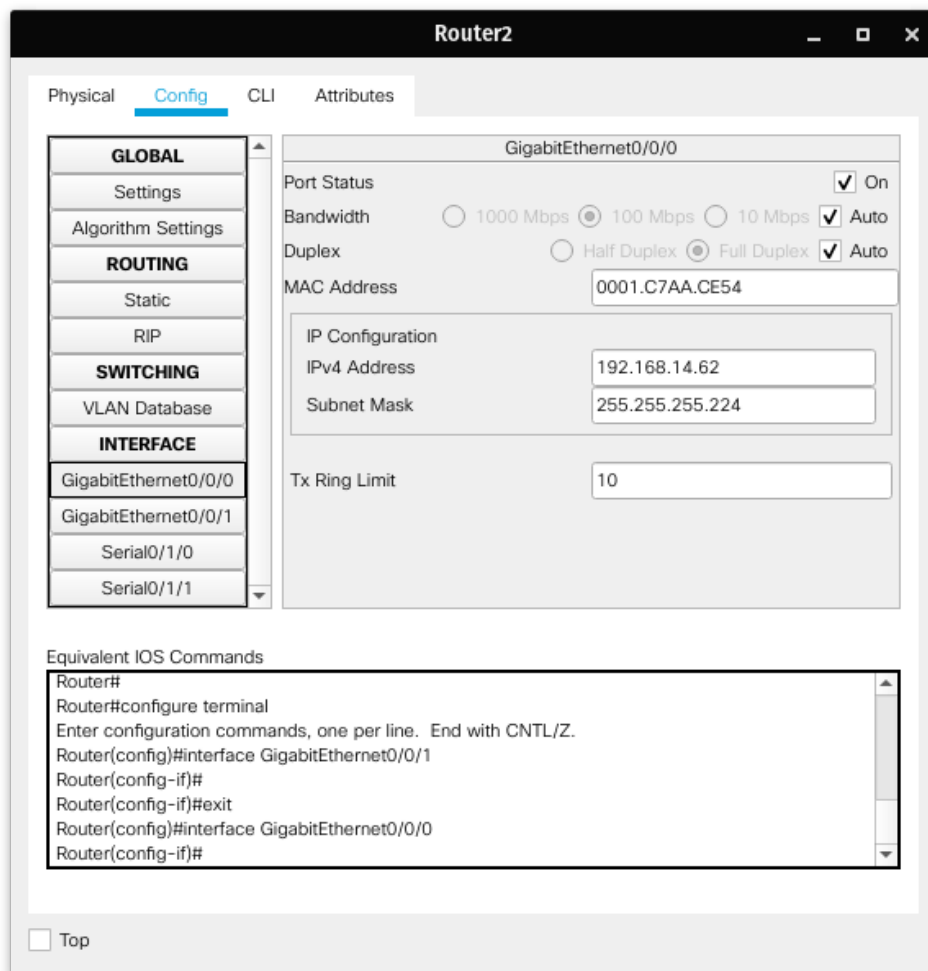 Router2
Physical Config CLI Attributes
GLOBAL
Settings
Algorithm Settings
ROUTING
Static
RIP
SWITCHING
VLAN Database
INTERFACE
GigabitEthernet0/0/0
GigabitEthernet0/0/1
Serial0/1/0
Serial0/1/1
GigabitEthernet0/0/0
Port Status On
Bandwidth 1000 Mbps 100 Mbps 10 Mbps Auto
Duplex Half Duplex Full Duplex Auto
MAC Address 0001.C7AA.CE54
IP Configuration
IPv4 Address 192.168.14.62
Subnet Mask 255.255.255.224
Tx Ring Limit 10
Equivalent IOS Commands
Router#
Router#configure terminal
Enter configuration commands, one per line. End with CNTL/Z.
Router(config)#interface GigabitEthernet0/0/1
Router(config-if)#
Router(config-if)#exit
Router(config)#interface GigabitEthernet0/0/0
Router(config-if)#
Top